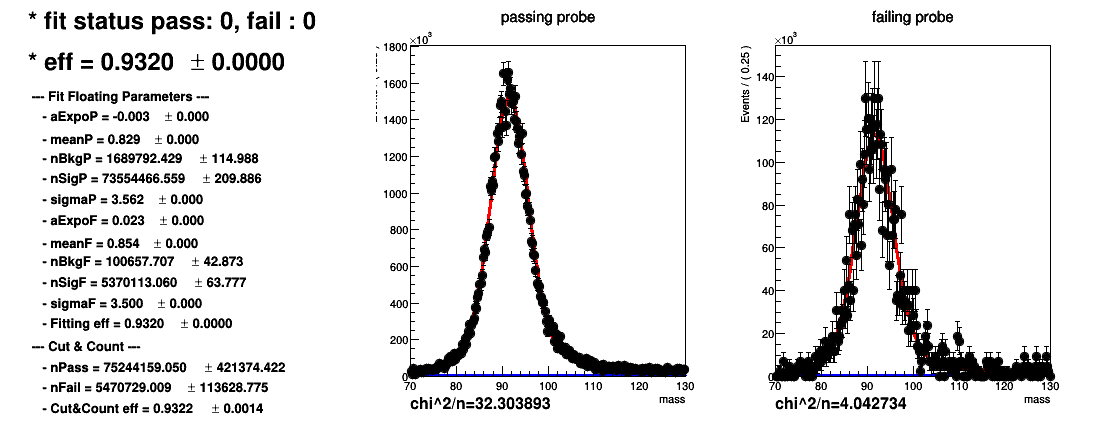 * fit status pass: 0, fail : 0
* eff = 0.9320 ± 0.0000
--- Fit Floating Parameters ---
- aExpoP = -0.003 ± 0.000
- meanP = 0.829 ± 0.000
- nBkgP = 1689792.429 ± 114.988
- nSigP = 73554466.559 ± 209.886
- sigmaP = 3.562 ± 0.000
- aExpoF = 0.023 ± 0.000
- meanF = 0.854 ± 0.000
- nBkgF = 100657.707 ± 42.873
- nSigF = 5370113.060 ± 63.777
- sigmaF = 3.500 ± 0.000
- Fitting eff = 0.9320 ± 0.0000
--- Cut & Count ---
- nPass = 75244159.050 ± 421374.422
- nFail = 5470729.009 ± 113628.775
- Cut&Count eff = 0.9322 ± 0.0014
passing probe
×10³
1800
1600
1400
1200
1000
800
600
400
200
0
70 80 90 100 110 120 130
mass
chi^2/n=32.303893
failing probe
×10³
Events / ( 0.25 )
140
120
100
80
60
40
20
0
70 80 90 100 110 120 130
mass
chi^2/n=4.042734